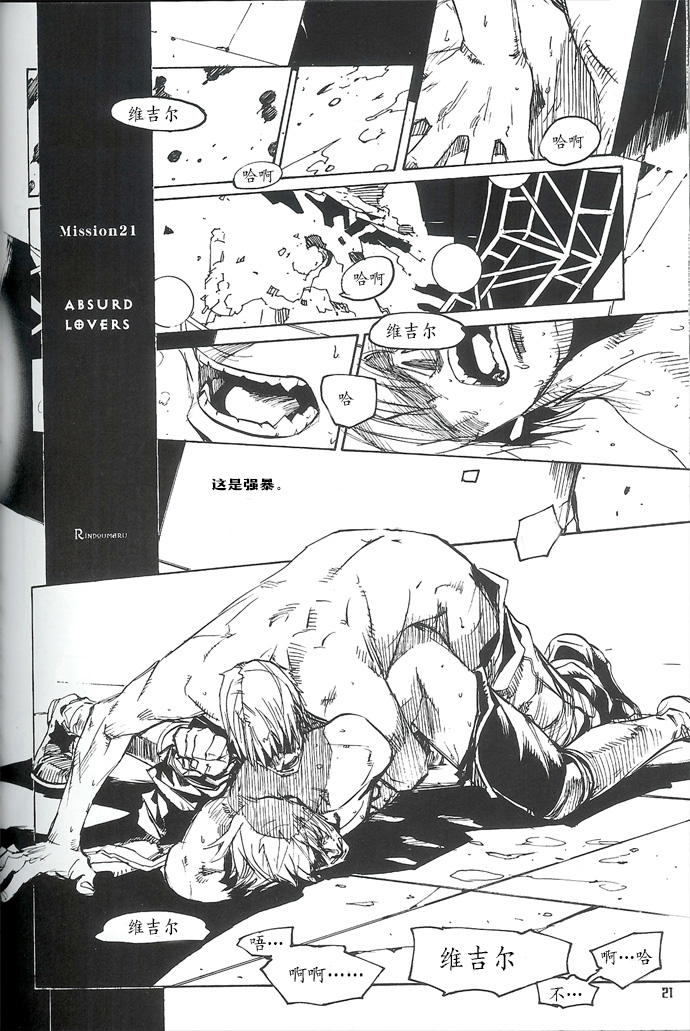 维吉尔
哈啊
哈啊
Mission21
ABSURD
LOVERS
哈啊
维吉尔
哈
这是强暴。
RINDOUMARU
维吉尔
唔…
啊啊……
维吉尔
不…
啊…哈
21